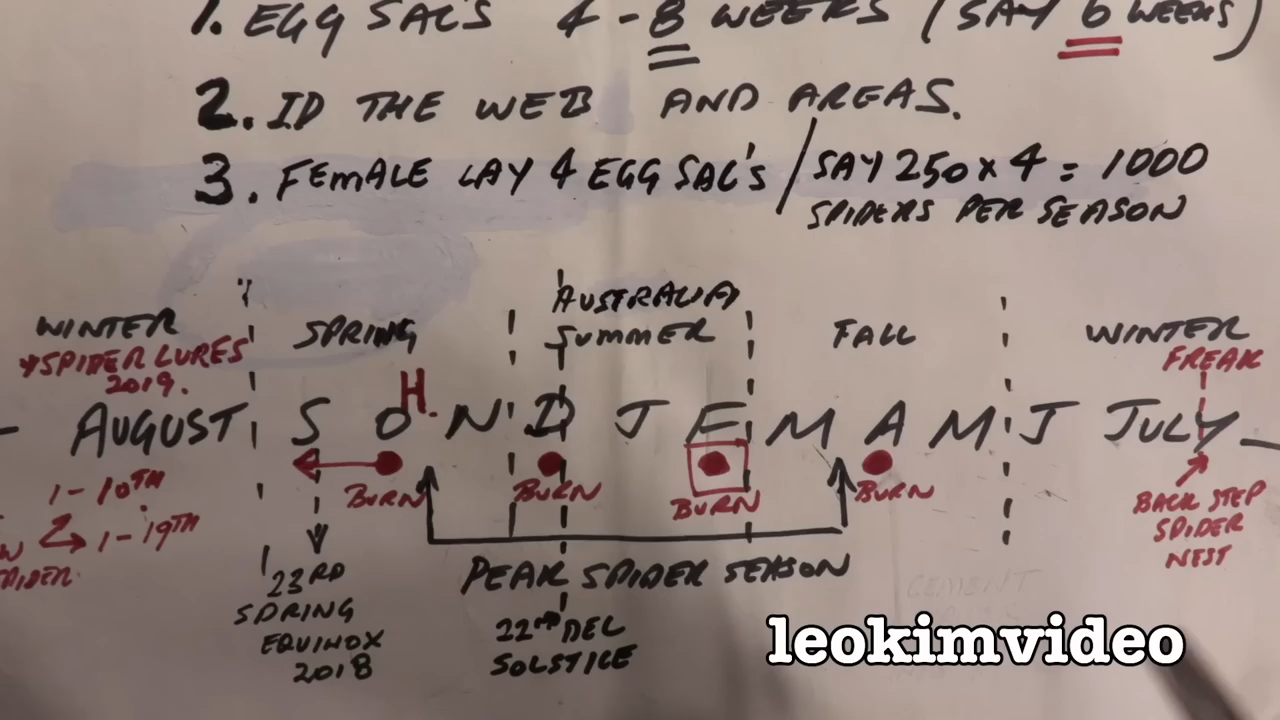 1. EGG SAC'S 4 - 8 WEEKS (SAY 6 WEEKS)
2. ID THE WEB AND AREAS.
3. FEMALE LAY 4 EGG SAC'S / SAY 250 x 4 = 1000
SPIDERS PER SEASON
WINTER SPRING AUSTRALIA SUMMER FALL WINTER
*SPIDER LURES
2019.
FREAK
H.
AUGUST S O N D J F M A M J JULY
1 - 10TH
1 - 19TH
BURN BURN BURN BURN
BACK STEP
SPIDER
NEST
PEAK SPIDER SEASON
23RD
SPRING
EQUINOX
2018
22ND DEC
SOLSTICE
leokimvideo